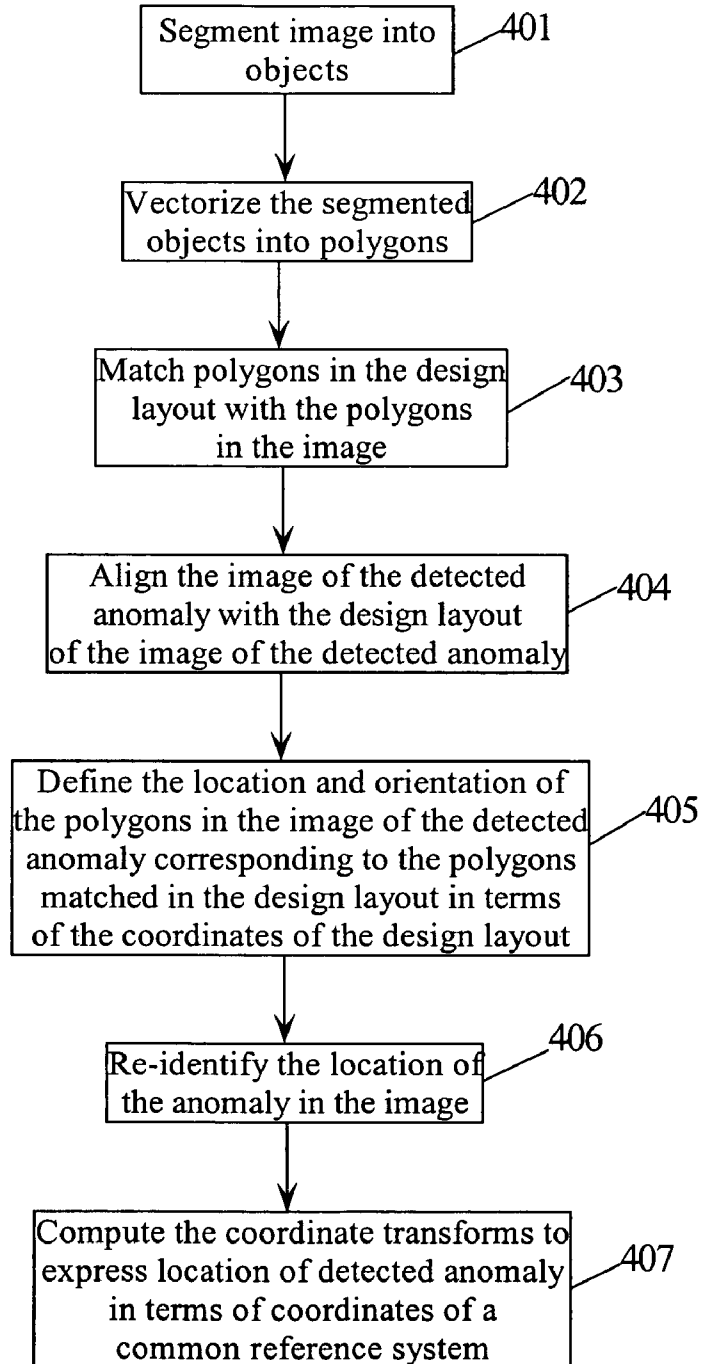 Segment image into
objects
401
Vectorize the segmented
objects into polygons
402
Match polygons in the design
layout with the polygons
in the image
403
Align the image of the detected
anomaly with the design layout
of the image of the detected anomaly
404
Define the location and orientation of
the polygons in the image of the detected
anomaly corresponding to the polygons
matched in the design layout in terms
of the coordinates of the design layout
405
Re-identify the location of
the anomaly in the image
406
Compute the coordinate transforms to
express location of detected anomaly
in terms of coordinates of a
common reference system
407